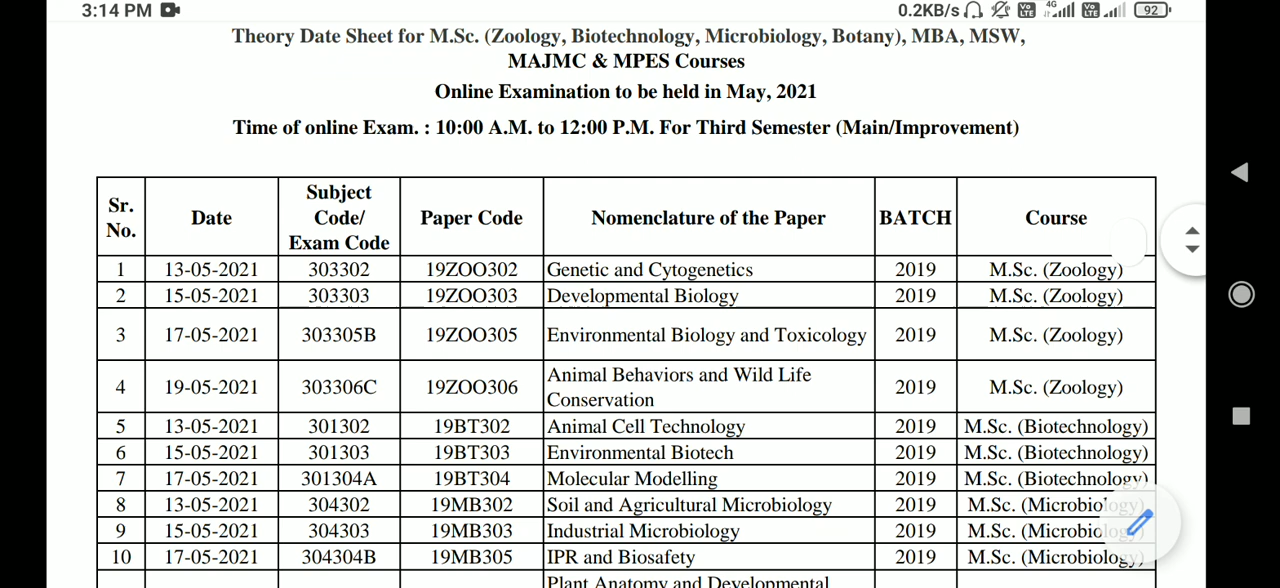 3:14 PM
0.2KB/s Vo LTE 4G Vo LTE 92
Theory Date Sheet for M.Sc. (Zoology, Biotechnology, Microbiology, Botany), MBA, MSW,
MAJMC & MPES Courses
Online Examination to be held in May, 2021
Time of online Exam. : 10:00 A.M. to 12:00 P.M. For Third Semester (Main/Improvement)
Sr. No. Date Subject Code/ Exam Code Paper Code Nomenclature of the Paper BATCH Course
1 13-05-2021 303302 19ZOO302 Genetic and Cytogenetics 2019 M.Sc. (Zoology)
2 15-05-2021 303303 19ZOO303 Developmental Biology 2019 M.Sc. (Zoology)
3 17-05-2021 303305B 19ZOO305 Environmental Biology and Toxicology 2019 M.Sc. (Zoology)
4 19-05-2021 303306C 19ZOO306 Animal Behaviors and Wild Life Conservation 2019 M.Sc. (Zoology)
5 13-05-2021 301302 19BT302 Animal Cell Technology 2019 M.Sc. (Biotechnology)
6 15-05-2021 301303 19BT303 Environmental Biotech 2019 M.Sc. (Biotechnology)
7 17-05-2021 301304A 19BT304 Molecular Modelling 2019 M.Sc. (Biotechnology)
8 13-05-2021 304302 19MB302 Soil and Agricultural Microbiology 2019 M.Sc. (Microbiology)
9 15-05-2021 304303 19MB303 Industrial Microbiology 2019 M.Sc. (Microbiology)
10 17-05-2021 304304B 19MB305 IPR and Biosafety 2019 M.Sc. (Microbiology)
Plant Anatomy and Developmental